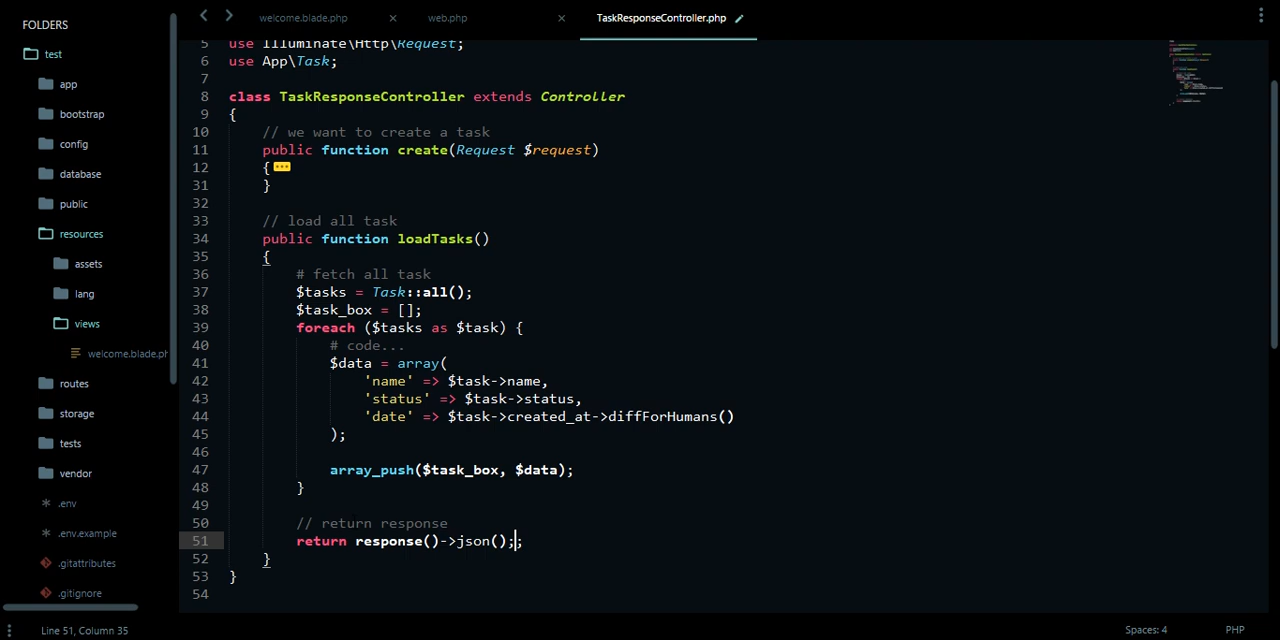 FOLDERS
test
app
bootstrap
config
database
public
resources
assets
lang
views
welcome.blade.ph
routes
storage
tests
vendor
.env
.env.example
.gitattributes
.gitignore
welcome.blade.php
web.php
TaskResponseController.php
5 use Illuminate\Http\Request;
6 use App\Task;
7
8 class TaskResponseController extends Controller
9 {
10     // we want to create a task
11     public function create(Request $request)
12     {
31     }
32
33     // load all task
34     public function loadTasks()
35     {
36         # fetch all task
37         $tasks = Task::all();
38         $task_box = [];
39         foreach ($tasks as $task) {
40             # code...
41             $data = array(
42                 'name' => $task->name,
43                 'status' => $task->status,
44                 'date' => $task->created_at->diffForHumans()
45             );
46
47             array_push($task_box, $data);
48         }
49
50         // return response
51         return response()->json();;
52     }
53 }
54
Line 51, Column 35
Spaces: 4
PHP